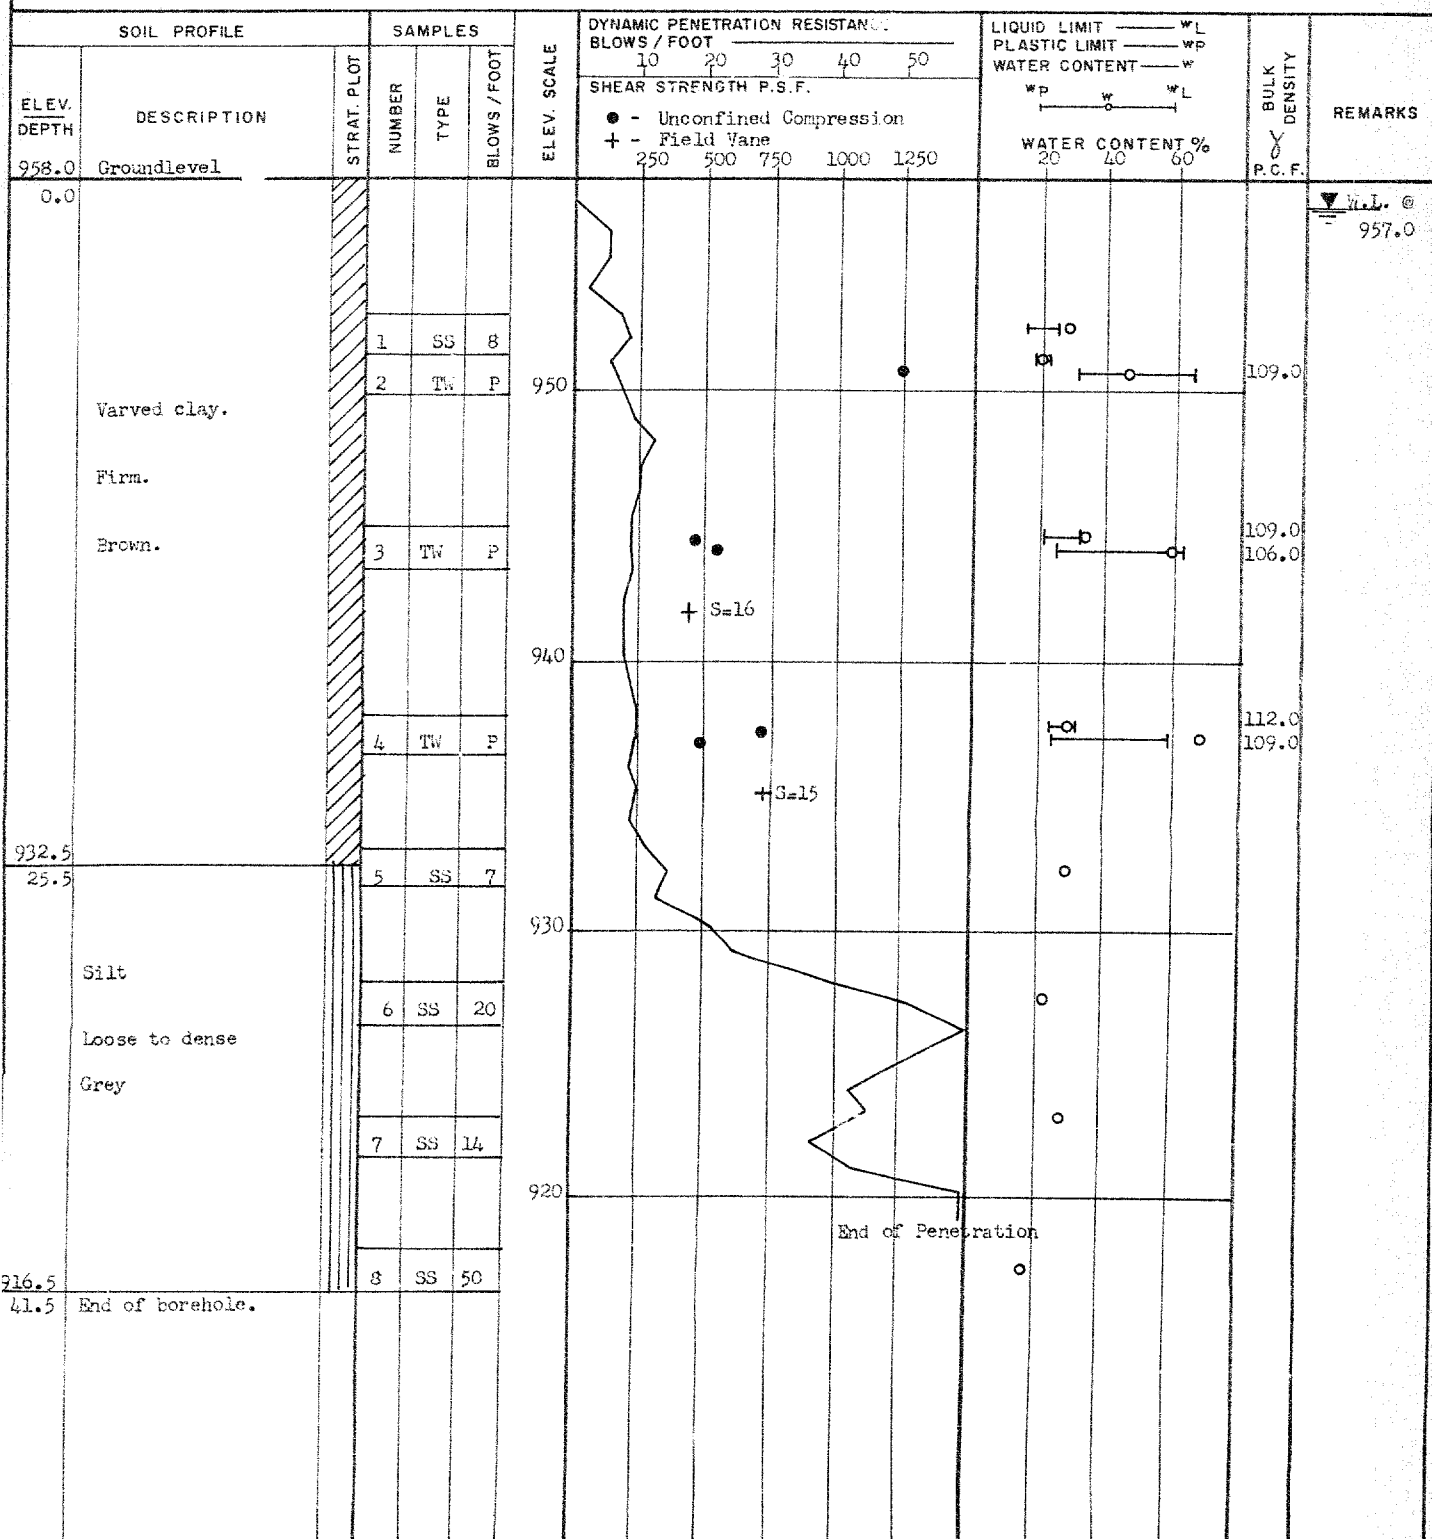 SOIL PROFILE
SAMPLES
ELEV. SCALE
DYNAMIC PENETRATION RESISTANCE
BLOWS / FOOT
10 20 30 40 50
SHEAR STRENGTH P.S.F.
● - Unconfined Compression
+ - Field Vane
250 500 750 1000 1250
LIQUID LIMIT wL
PLASTIC LIMIT wP
WATER CONTENT w
wP w wL
WATER CONTENT %
20 40 60
BULK DENSITY
γ
P.C.F.
REMARKS
ELEV.
DEPTH
DESCRIPTION
STRAT. PLOT
NUMBER
TYPE
BLOWS / FOOT
958.0 Groundlevel
0.0
W.L. @
957.0
1 SS 8
2 TW P
950
109.0
Varved clay.
Firm.
Brown.
3 TW P
109.0
106.0
S=16
940
4 TW P
112.0
109.0
S=15
932.5
25.5
5 SS 7
930
Silt
6 SS 20
Loose to dense
Grey
7 SS 14
920
End of Penetration
8 SS 50
916.5
41.5 End of borehole.